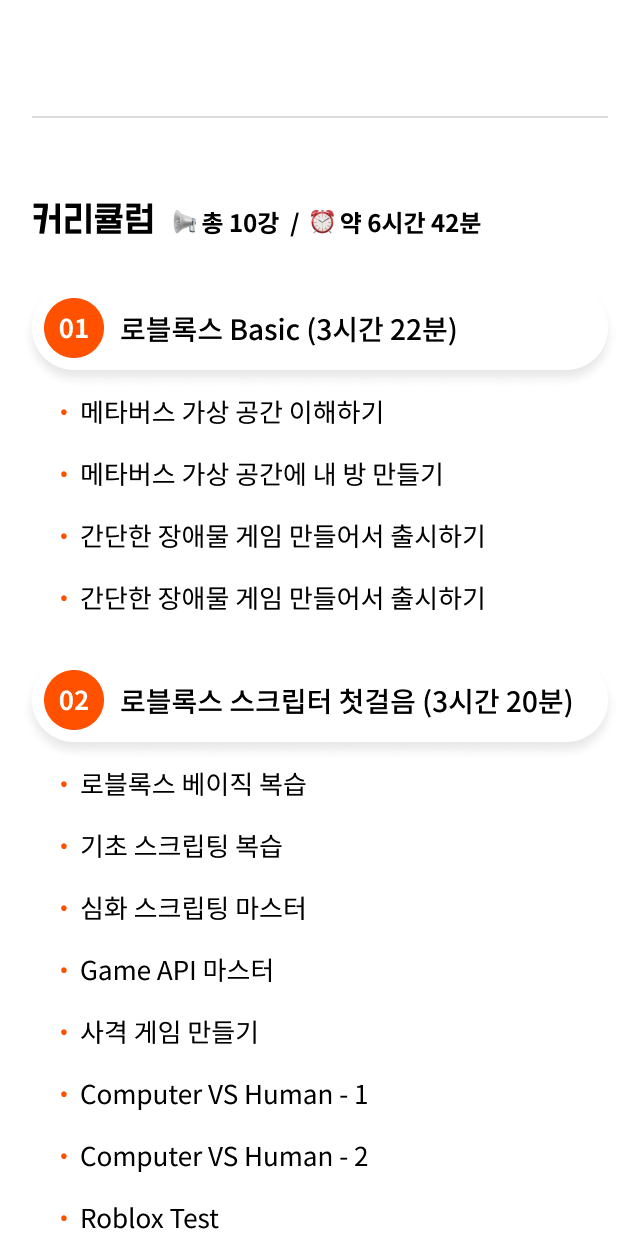 커리큘럼 📢 총 10강 / ⏰ 약 6시간 42분
01 로블록스 Basic (3시간 22분)
• 메타버스 가상 공간 이해하기
• 메타버스 가상 공간에 내 방 만들기
• 간단한 장애물 게임 만들어서 출시하기
• 간단한 장애물 게임 만들어서 출시하기
02 로블록스 스크립터 첫걸음 (3시간 20분)
• 로블록스 베이직 복습
• 기초 스크립팅 복습
• 심화 스크립팅 마스터
• Game API 마스터
• 사격 게임 만들기
• Computer VS Human - 1
• Computer VS Human - 2
• Roblox Test